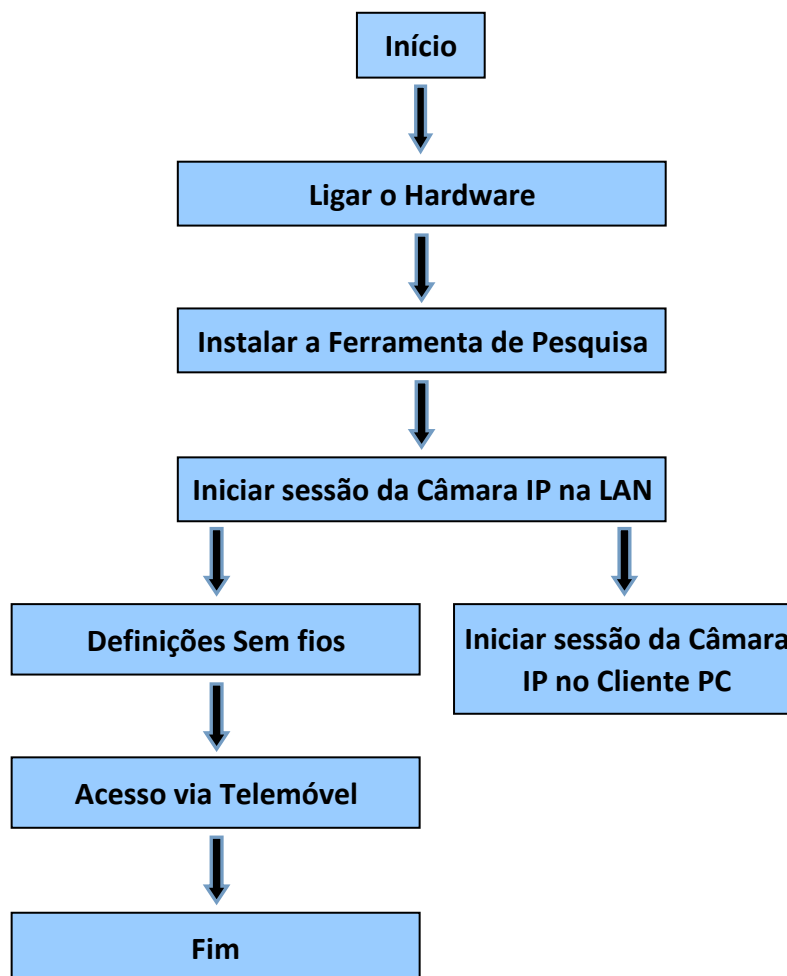 Início
Ligar o Hardware
Instalar a Ferramenta de Pesquisa
Iniciar sessão da Câmara IP na LAN
Definições Sem fios
Iniciar sessão da Câmara
IP no Cliente PC
Acesso via Telemóvel
Fim